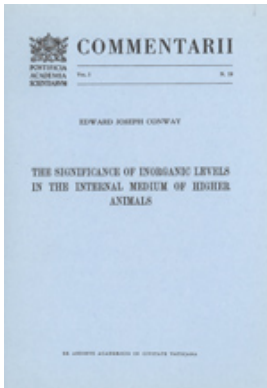 COMMENTARII
PONTIFICIA
ACADEMIA
SCIENTIARVM
Vol. I
EDWARD JOSEPH CONWAY
THE SIGNIFICANCE OF INORGANIC LEVELS
IN THE INTERNAL MEDIUM OF HIGHER
ANIMALS
EX AEDIBVS ACADEMICIS IN CIVITATE VATICANA